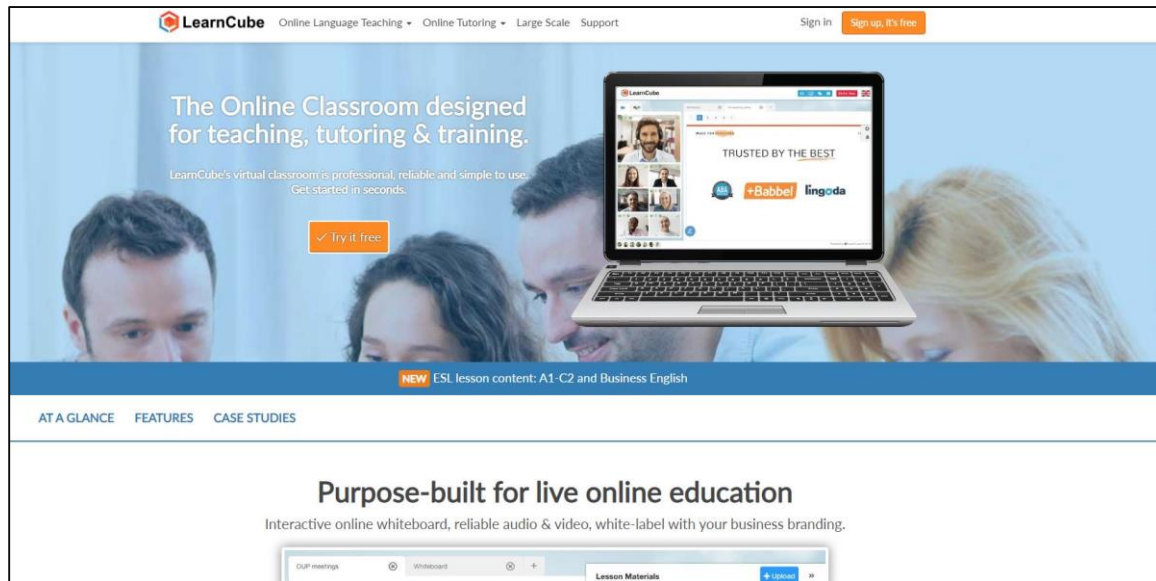 LearnCube Online Language Teaching Online Tutoring Large Scale Support Sign in Sign up, it's free
The Online Classroom designed
for teaching, tutoring & training.
LearnCube's virtual classroom is professional, reliable and simple to use.
Get started in seconds.
✓ Try it free
LearnCube
TRUSTED BY THE BEST
+Babbel lingoda
NEW ESL lesson content: A1-C2 and Business English
AT A GLANCE FEATURES CASE STUDIES
Purpose-built for live online education
Interactive online whiteboard, reliable audio & video, white-label with your business branding.
OUP meetings Whiteboard + Lesson Materials + Upload »